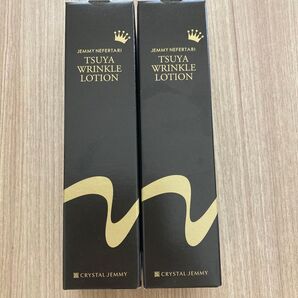 JEMMY NEFERTARI
TSUYA
WRINKLE
LOTION
CRYSTAL JEMMY
JEMMY NEFERTARI
TSUYA
WRINKLE
LOTION
CRYSTAL JEMMY